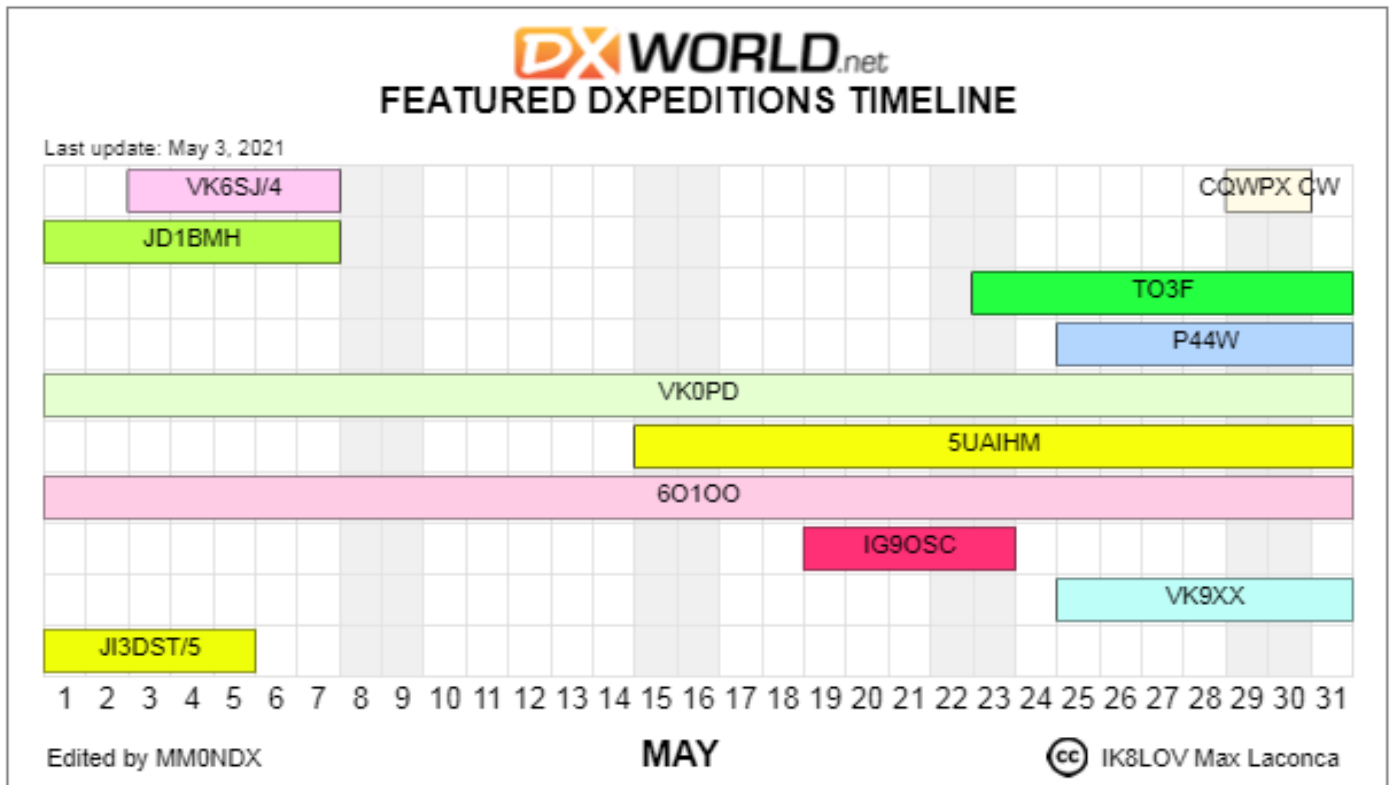 DXWORLD.net
FEATURED DXPEDITIONS TIMELINE
Last update: May 3, 2021
VK6SJ/4 CQWPX CW
JD1BMH
TO3F
P44W
VK0PD
5UAIHM
6O1OO
IG9OSC
VK9XX
JI3DST/5
1 2 3 4 5 6 7 8 9 10 11 12 13 14 15 16 17 18 19 20 21 22 23 24 25 26 27 28 29 30 31
Edited by MM0NDX MAY cc IK8LOV Max Laconca